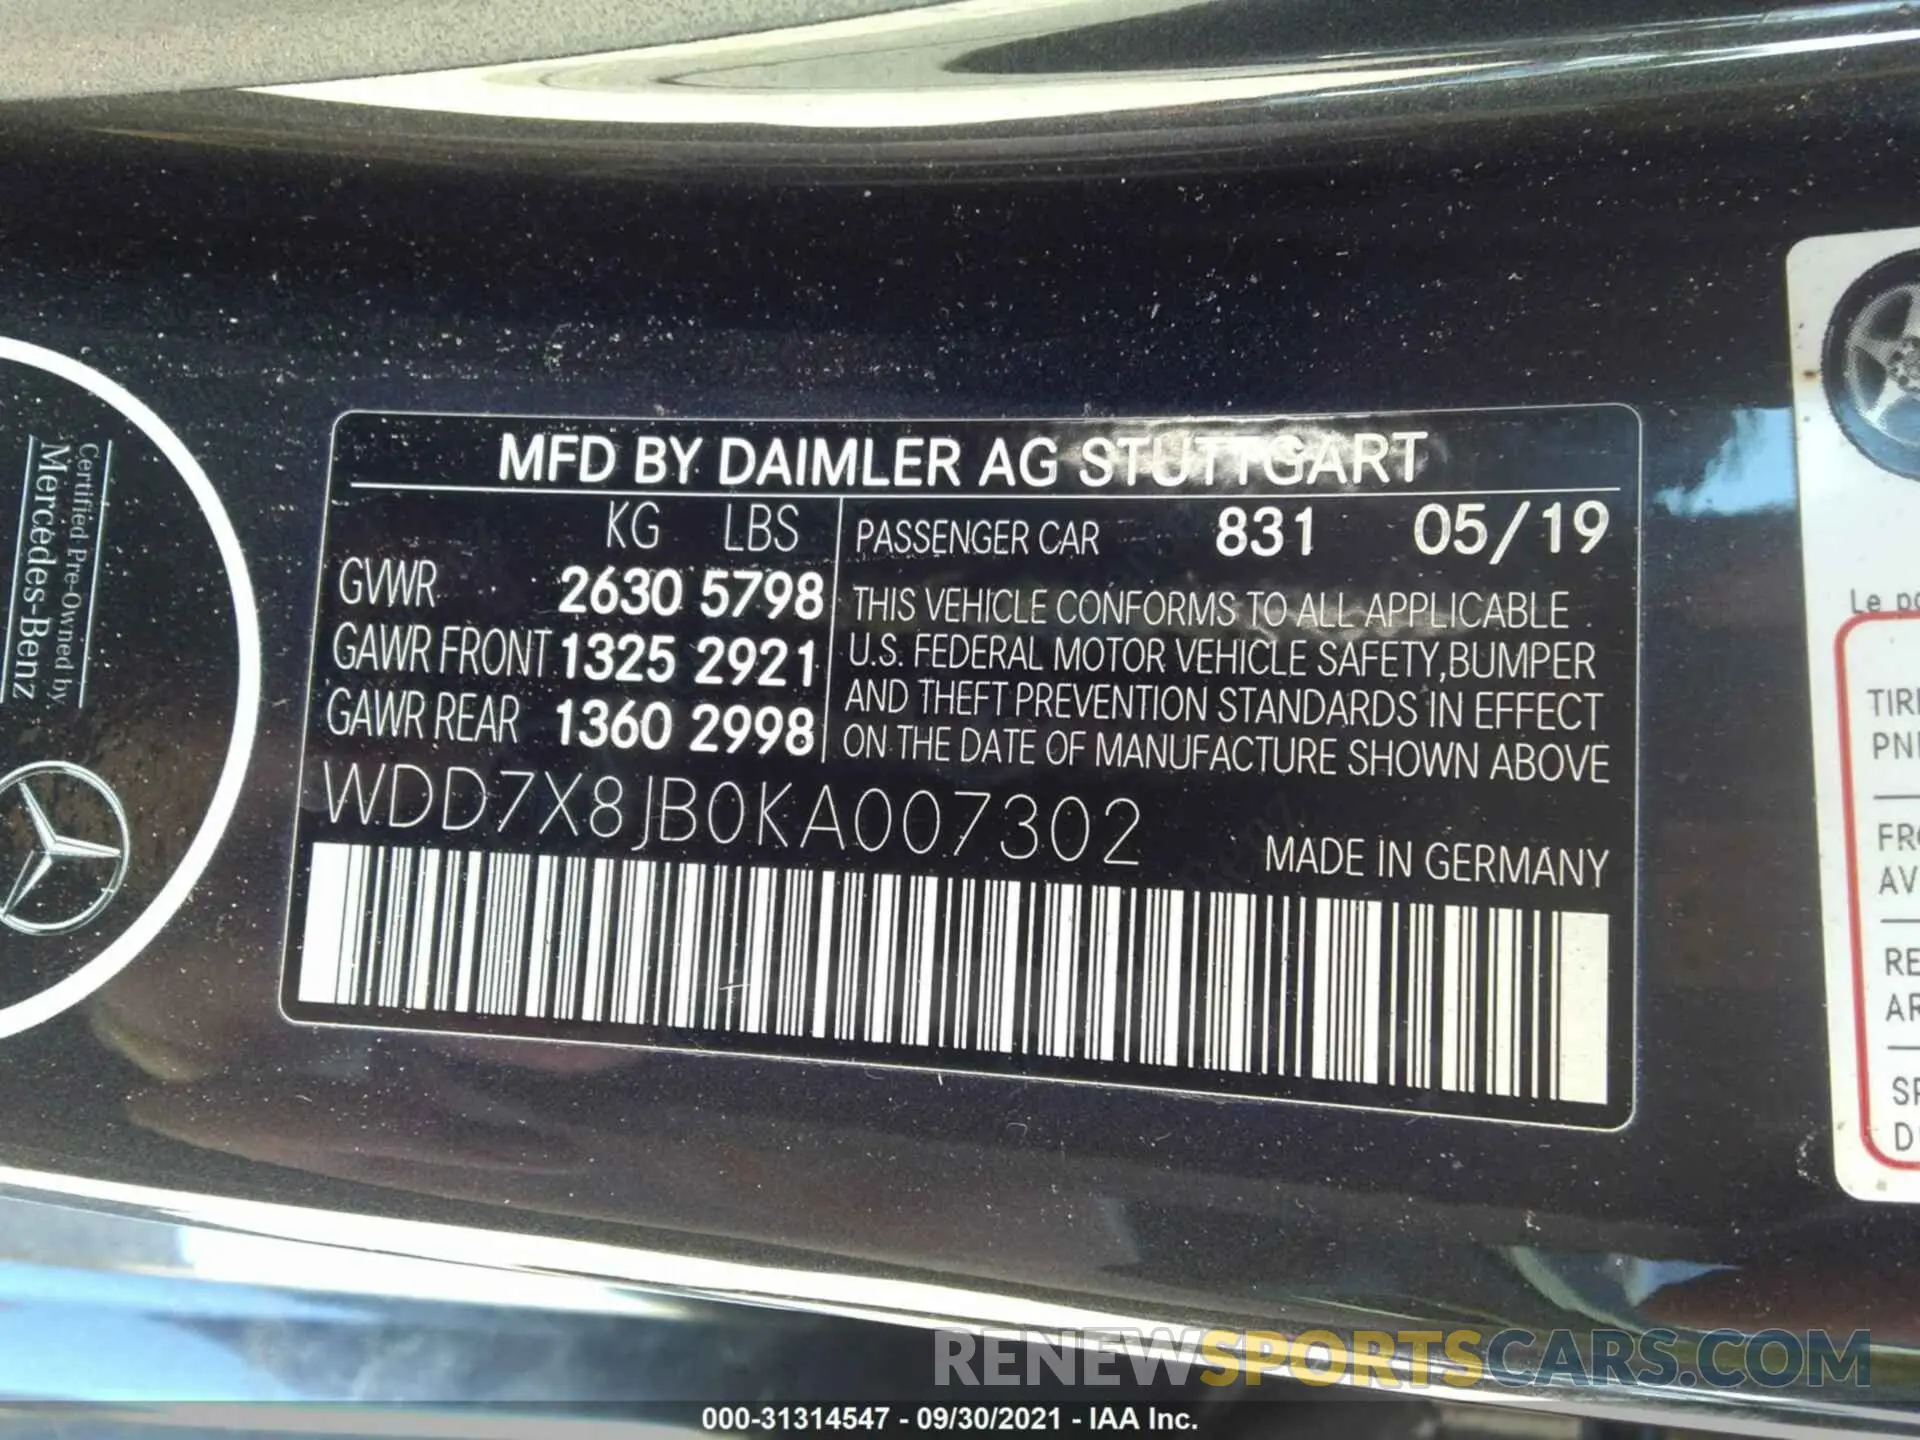 MFD BY DAIMLER AG STUTTGART
KG LBS
GVWR 2630 5798
GAWR FRONT 1325 2921
GAWR REAR 1360 2998
PASSENGER CAR 831 05/19
THIS VEHICLE CONFORMS TO ALL APPLICABLE
U.S. FEDERAL MOTOR VEHICLE SAFETY, BUMPER
AND THEFT PREVENTION STANDARDS IN EFFECT
ON THE DATE OF MANUFACTURE SHOWN ABOVE
WDD7X8JB0KA007302
MADE IN GERMANY
Certified Pre-Owned by
Mercedes-Benz
Le
RENEWSPORTSCARS.COM
000-31314547 - 09/30/2021 - IAA Inc.